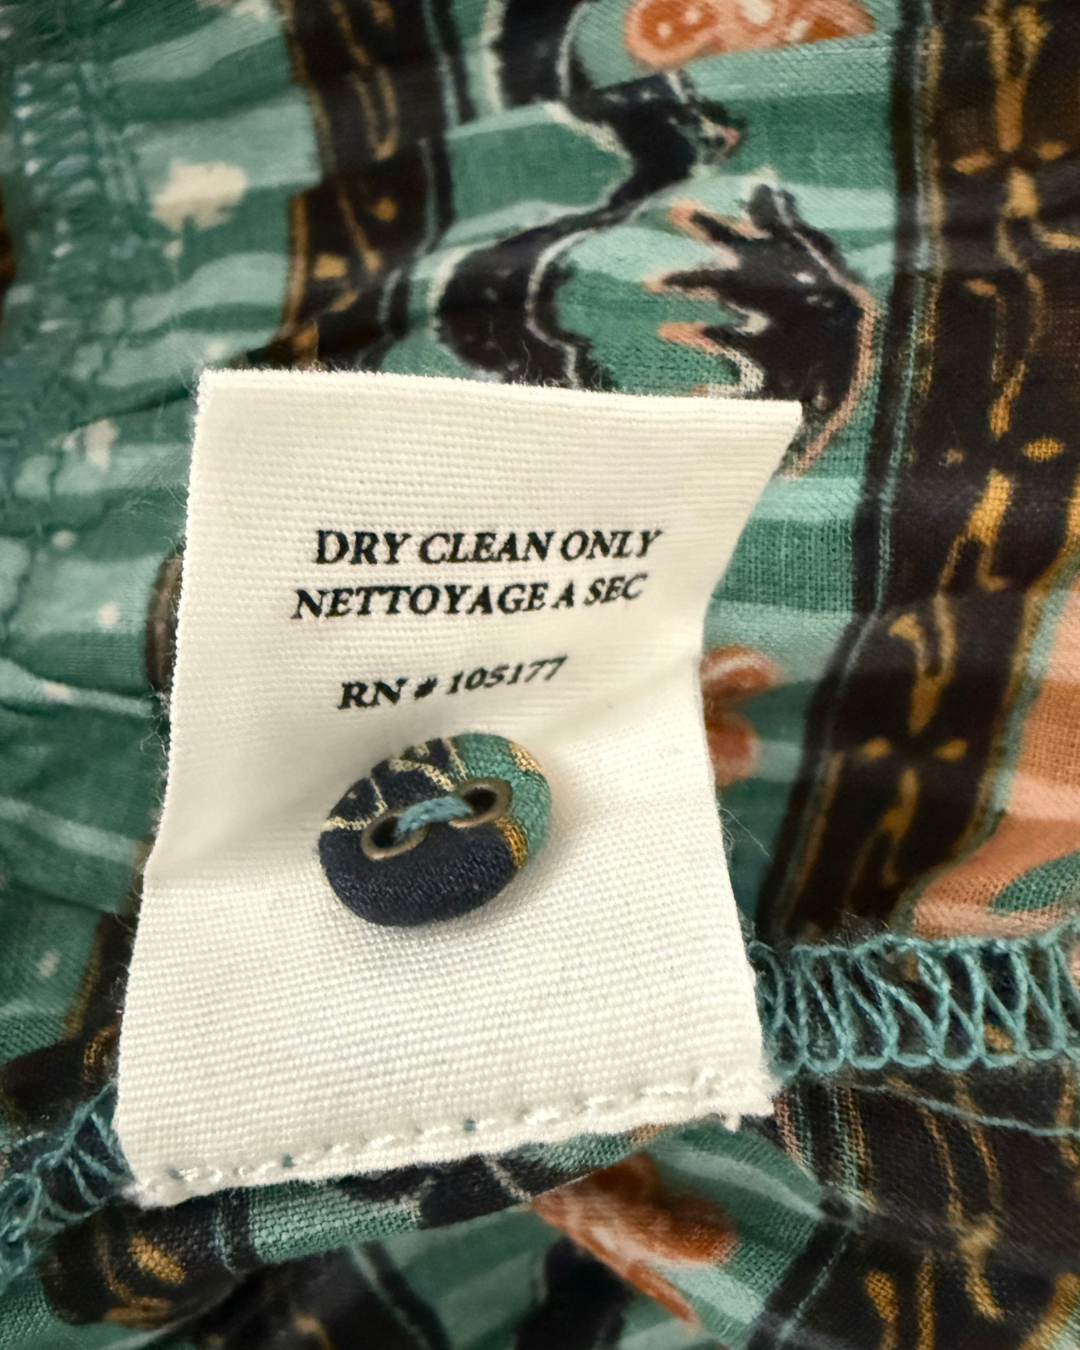 DRY CLEAN ONLY
NETTOYAGE A SEC
RN # 105177